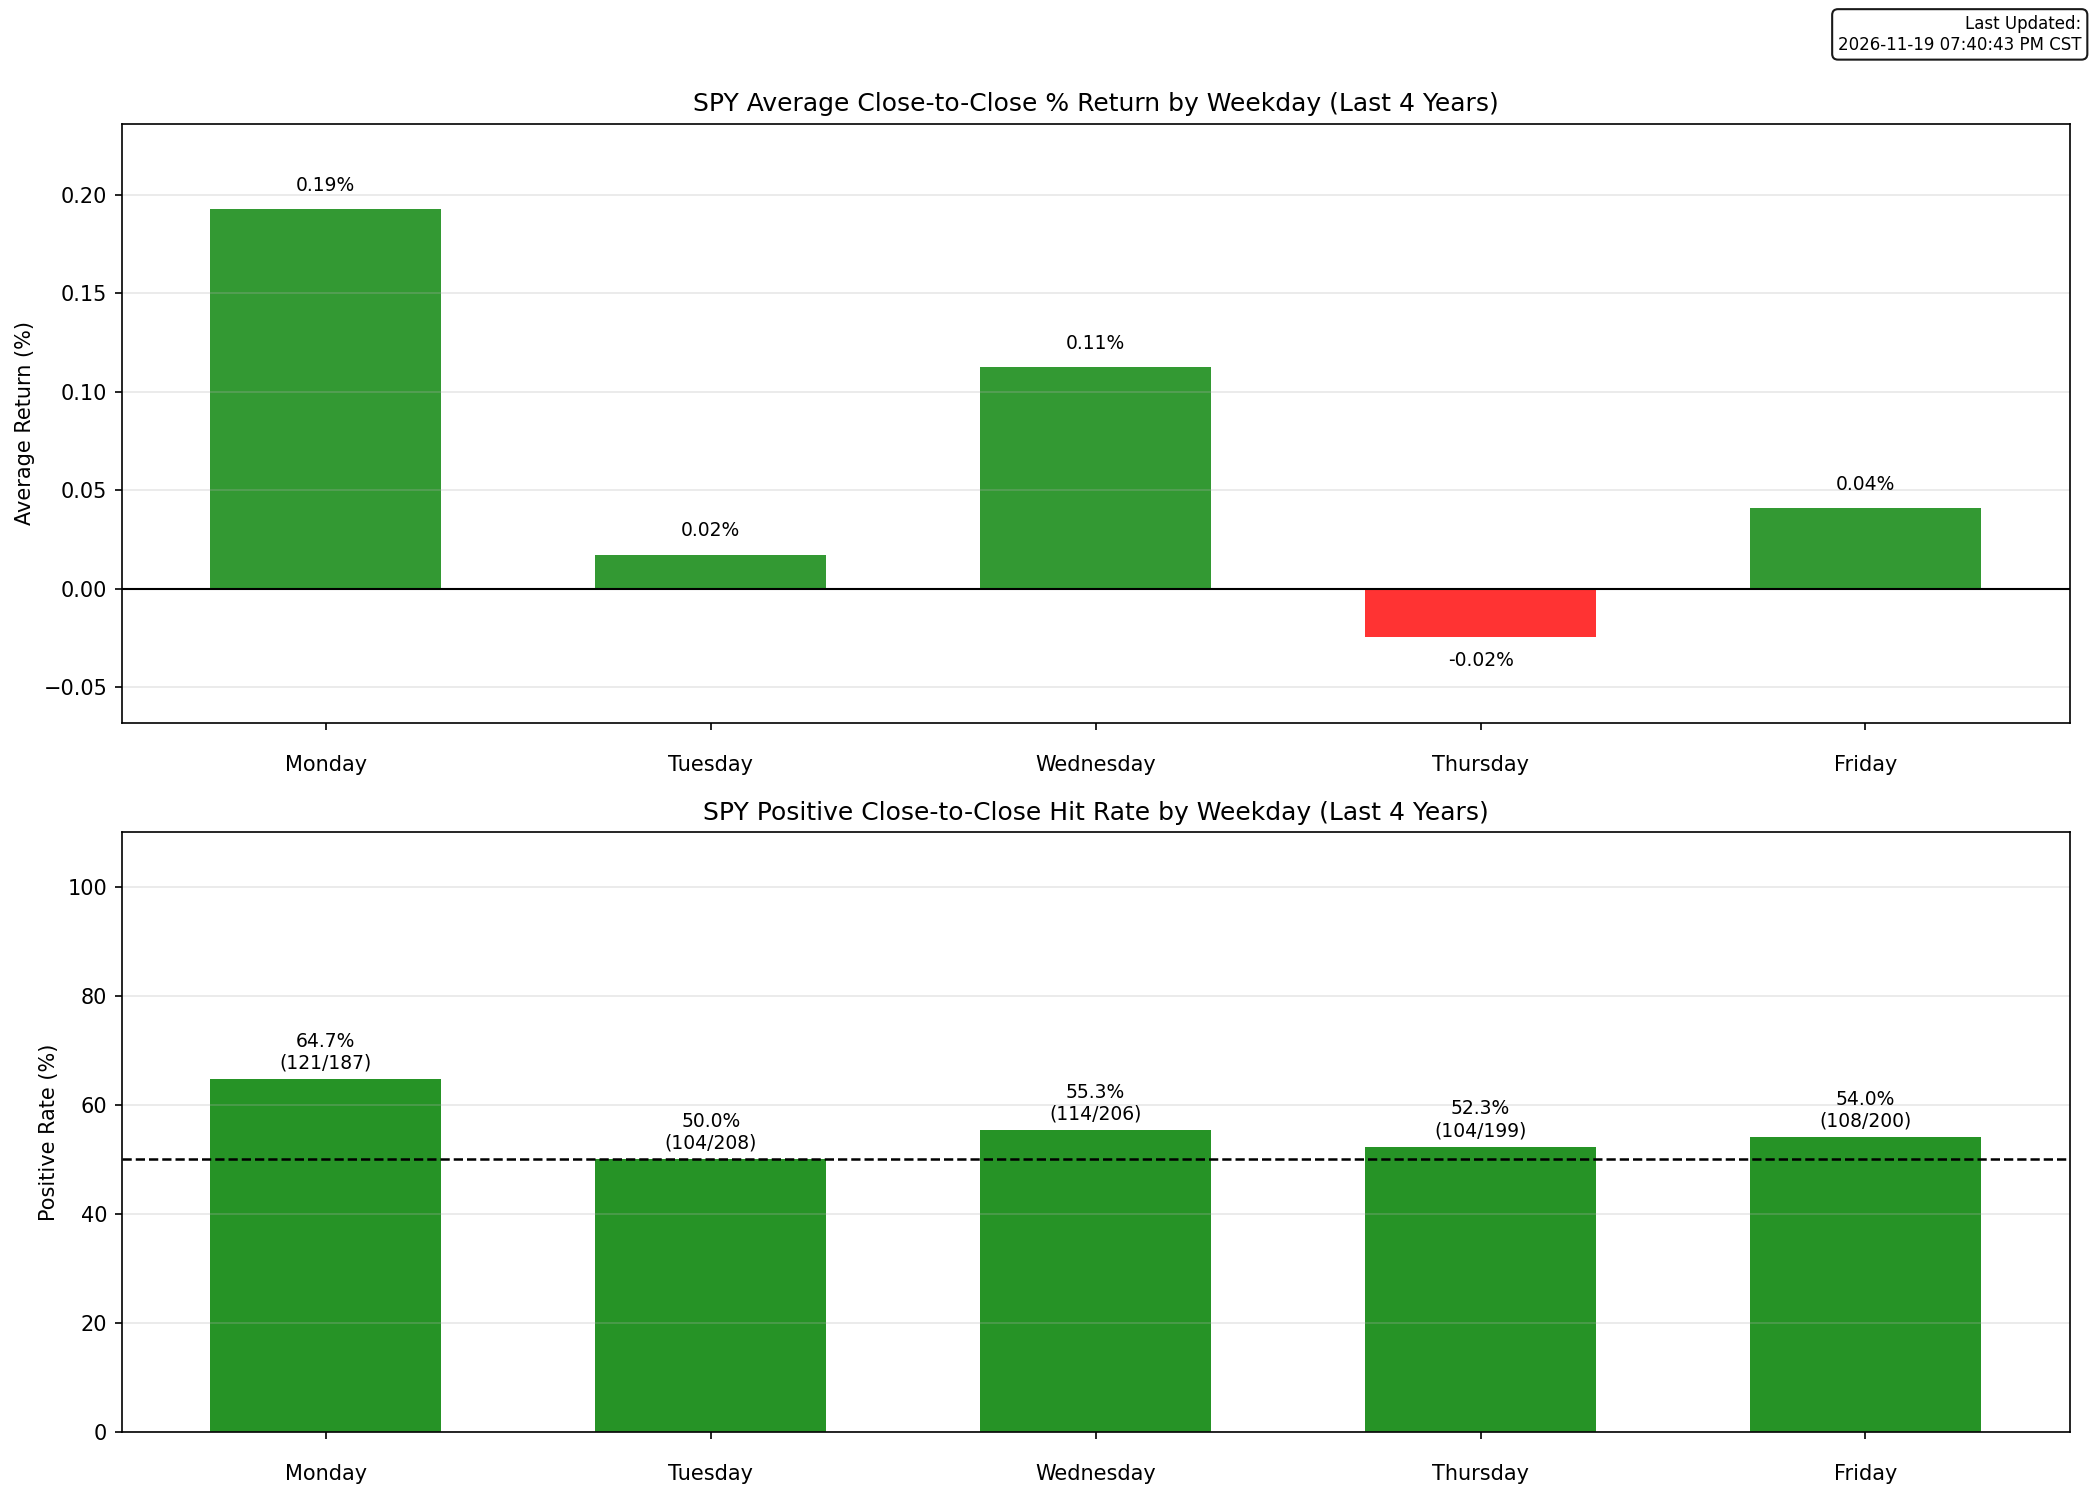 Last Updated:
2026-11-19 07:40:43 PM CST
SPY Average Close-to-Close % Return by Weekday (Last 4 Years)
Average Return (%)
0.20
0.15
0.10
0.05
0.00
−0.05
0.19%
0.02%
0.11%
-0.02%
0.04%
Monday
Tuesday
Wednesday
Thursday
Friday
SPY Positive Close-to-Close Hit Rate by Weekday (Last 4 Years)
Positive Rate (%)
100
80
60
40
20
0
64.7%
(121/187)
50.0%
(104/208)
55.3%
(114/206)
52.3%
(104/199)
54.0%
(108/200)
Monday
Tuesday
Wednesday
Thursday
Friday